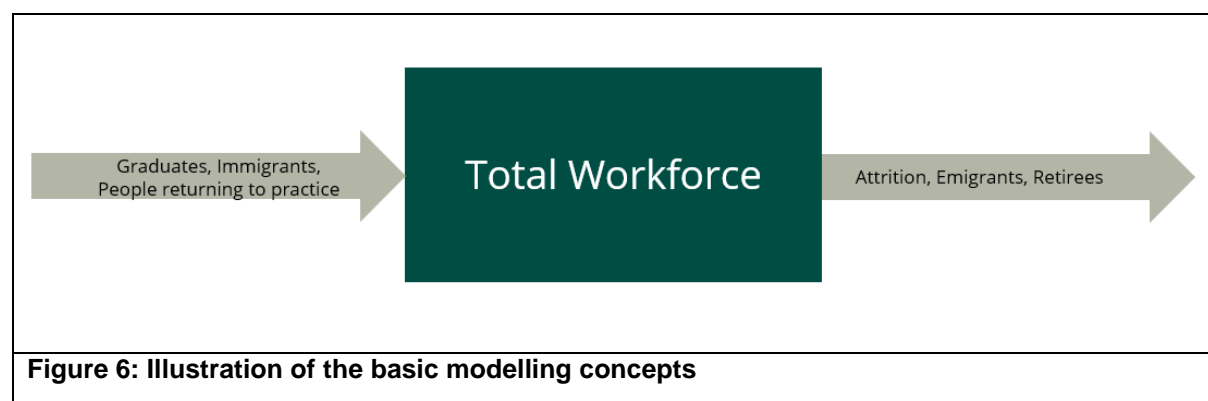 Graduates, Immigrants,
People returning to practice
Total Workforce
Attrition, Emigrants, Retirees
Figure 6: Illustration of the basic modelling concepts